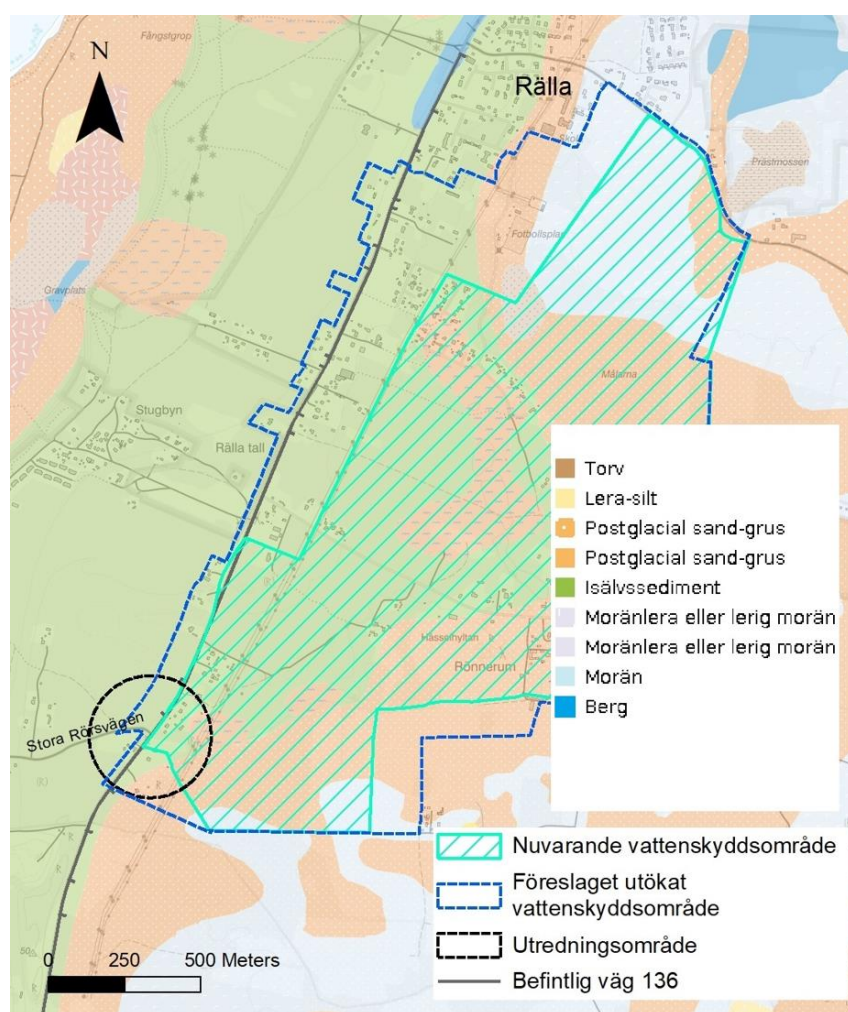 Fångstgrop
N
Rälla
Skola
Prästmossen
Fotbollsplan
Gravplats
Målarna
Stugbyn
Rälla tall
Torv
Lera-silt
Postglacial sand-grus
Postglacial sand-grus
Isälvssediment
Moränlera eller lerig morän
Moränlera eller lerig morän
Morän
Berg
Hässelhyltan
Rönnerum
Stora Rörsvägen
Nuvarande vattenskyddsområde
Föreslaget utökat
vattenskyddsområde
Utredningsområde
Befintlig väg 136
0 250 500 Meters
50
R
R
R
R